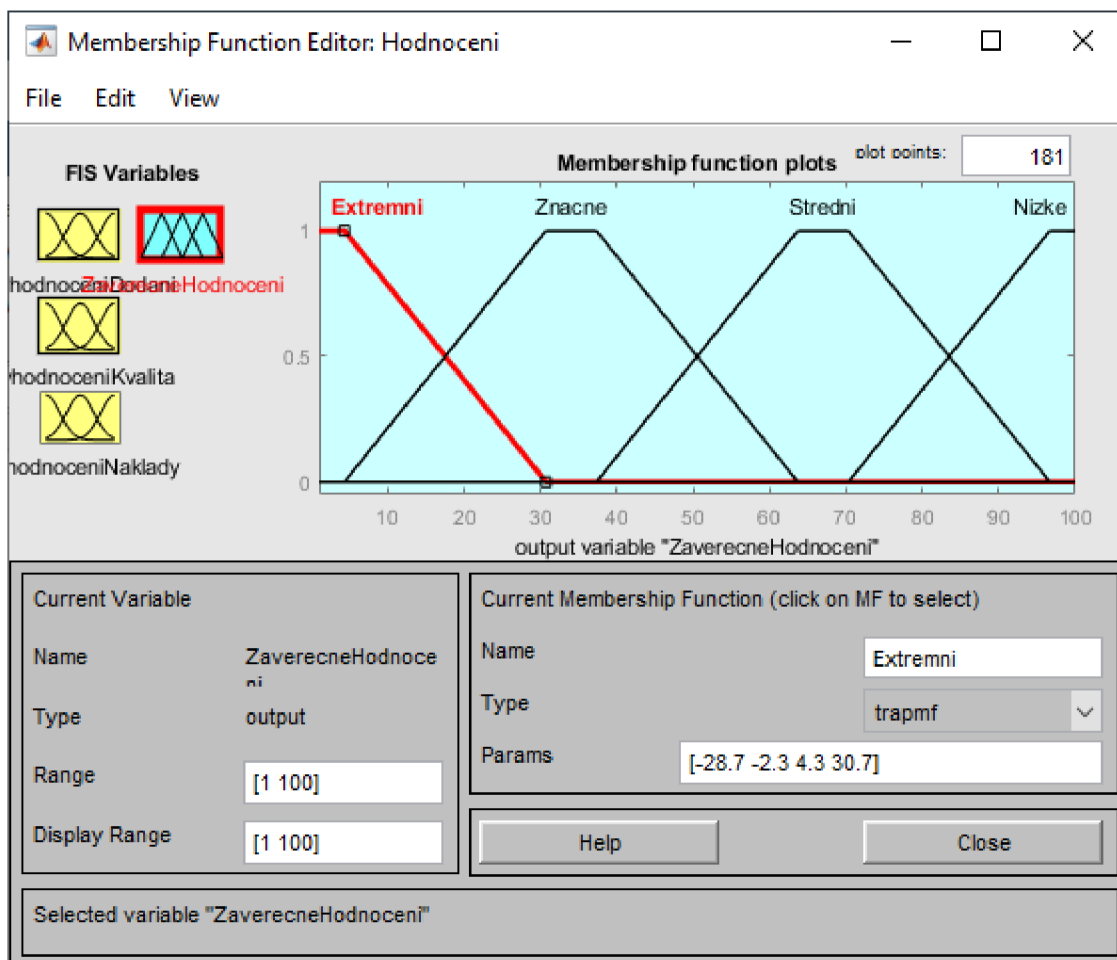 Membership Function Editor: Hodnoceni
File Edit View
FIS Variables
Membership function plots
plot points:
181
Extremni Znacne Stredni Nizke
1
0.5
0
10 20 30 40 50 60 70 80 90 100
output variable "ZaverecneHodnoceni"
hodnoceniDodani
ZaverecneHodnoceni
hodnoceniKvalita
hodnoceniNaklady
Current Variable
Name ZaverecneHodnoce
ni
Type output
Range [1 100]
Display Range [1 100]
Current Membership Function (click on MF to select)
Name Extremni
Type trapmf
Params [-28.7 -2.3 4.3 30.7]
Help Close
Selected variable "ZaverecneHodnoceni"